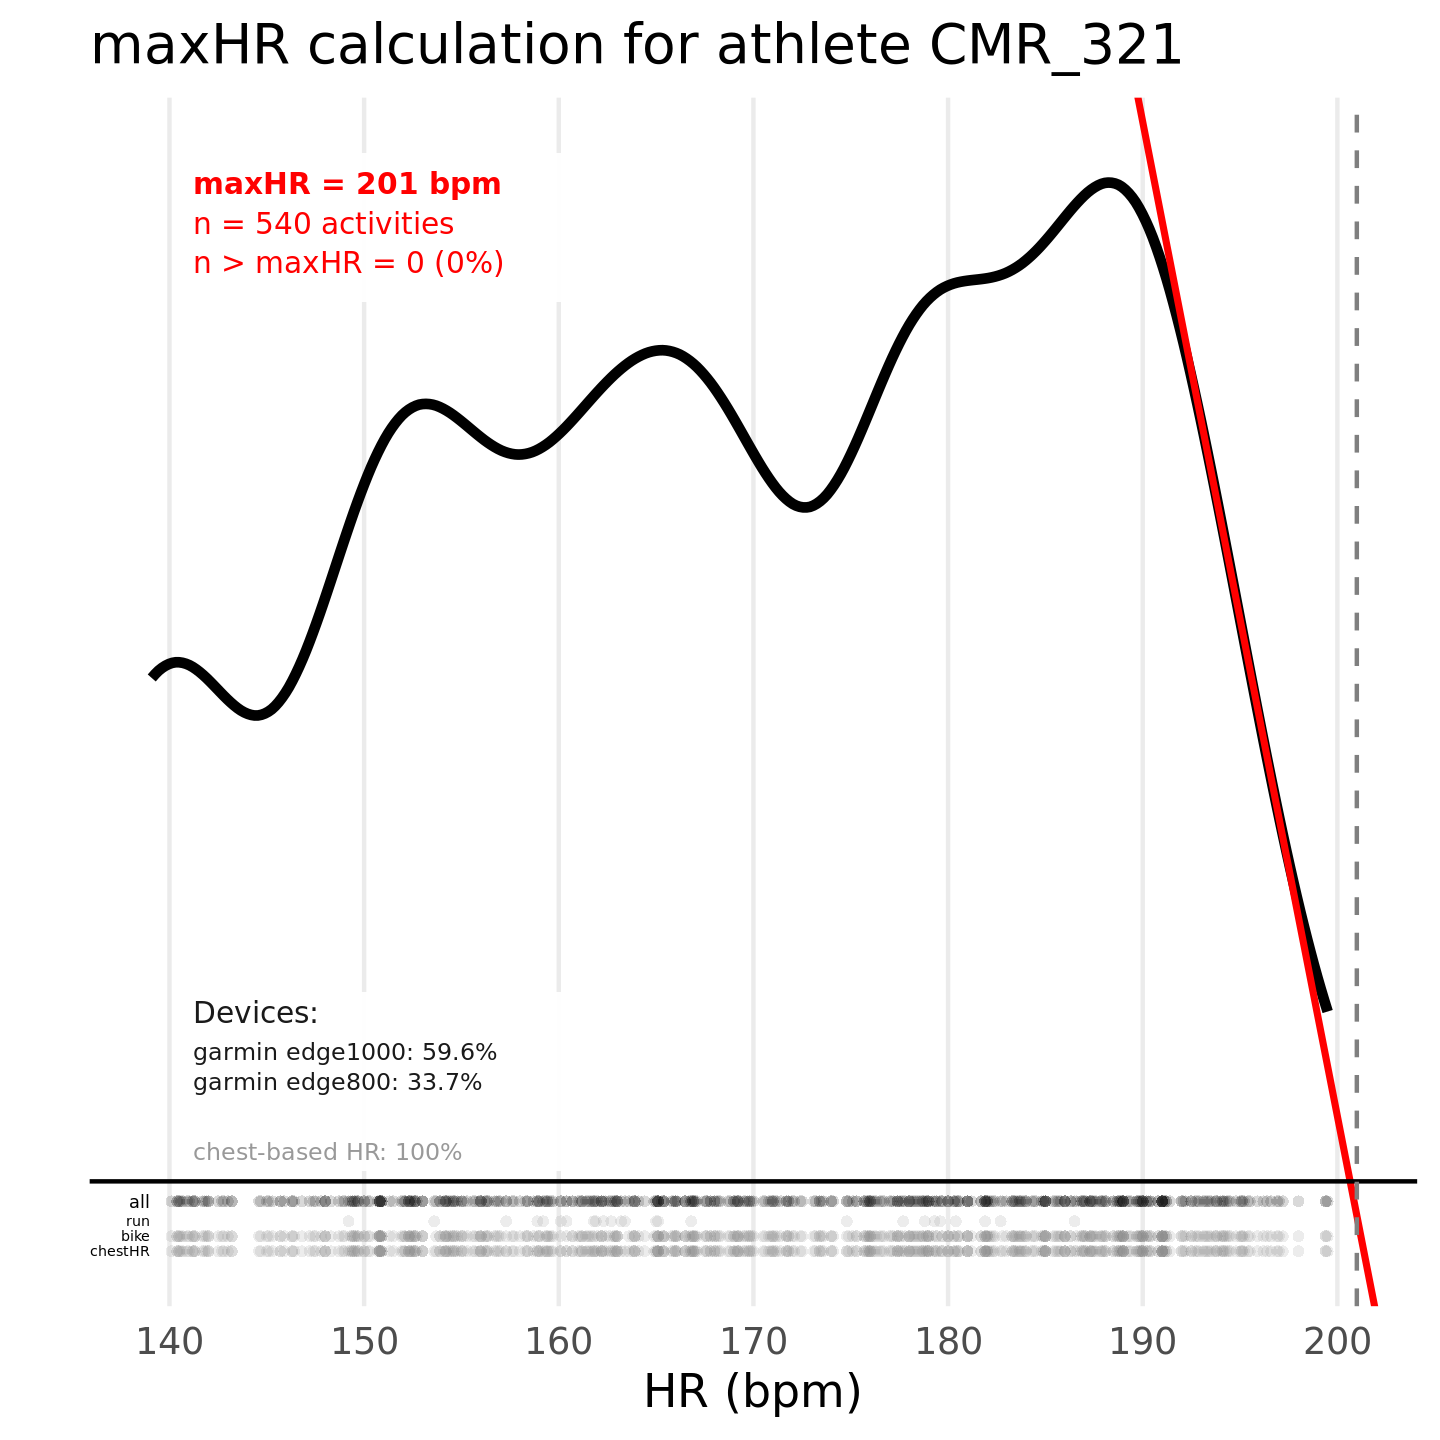 maxHR calculation for athlete CMR_321
maxHR = 201 bpm
n = 540 activities
n > maxHR = 0 (0%)
Devices:
garmin edge1000: 59.6%
garmin edge800: 33.7%
chest-based HR: 100%
all
run
bike
chestHR
140 150 160 170 180 190 200
HR (bpm)